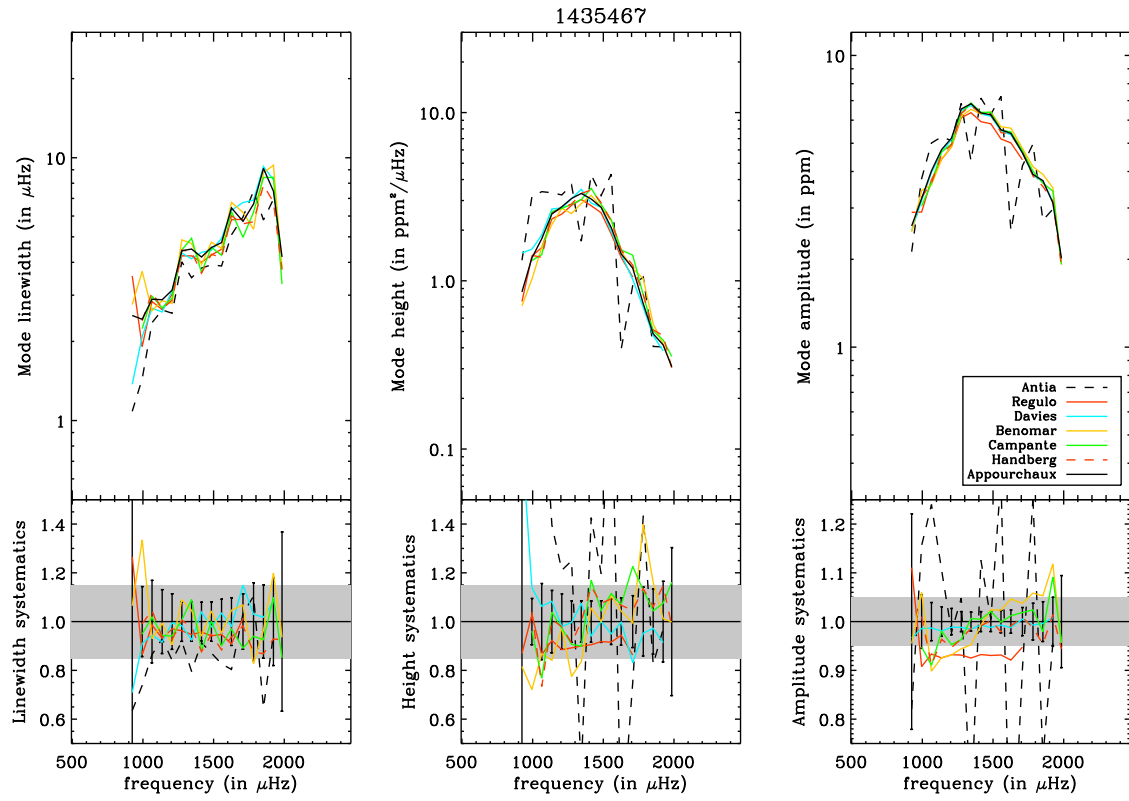 1435467
Mode linewidth (in μHz)
10
1
Mode height (in ppm²/μHz)
10.0
1.0
0.1
Mode amplitude (in ppm)
10
1
Antia
Regulo
Davies
Benomar
Campante
Handberg
Appourchaux
Linewidth systematics
1.4
1.2
1.0
0.8
0.6
500
1000
1500
2000
frequency (in μHz)
Height systematics
1.4
1.2
1.0
0.8
0.6
500
1000
1500
2000
frequency (in μHz)
Amplitude systematics
1.2
1.1
1.0
0.9
0.8
500
1000
1500
2000
frequency (in μHz)